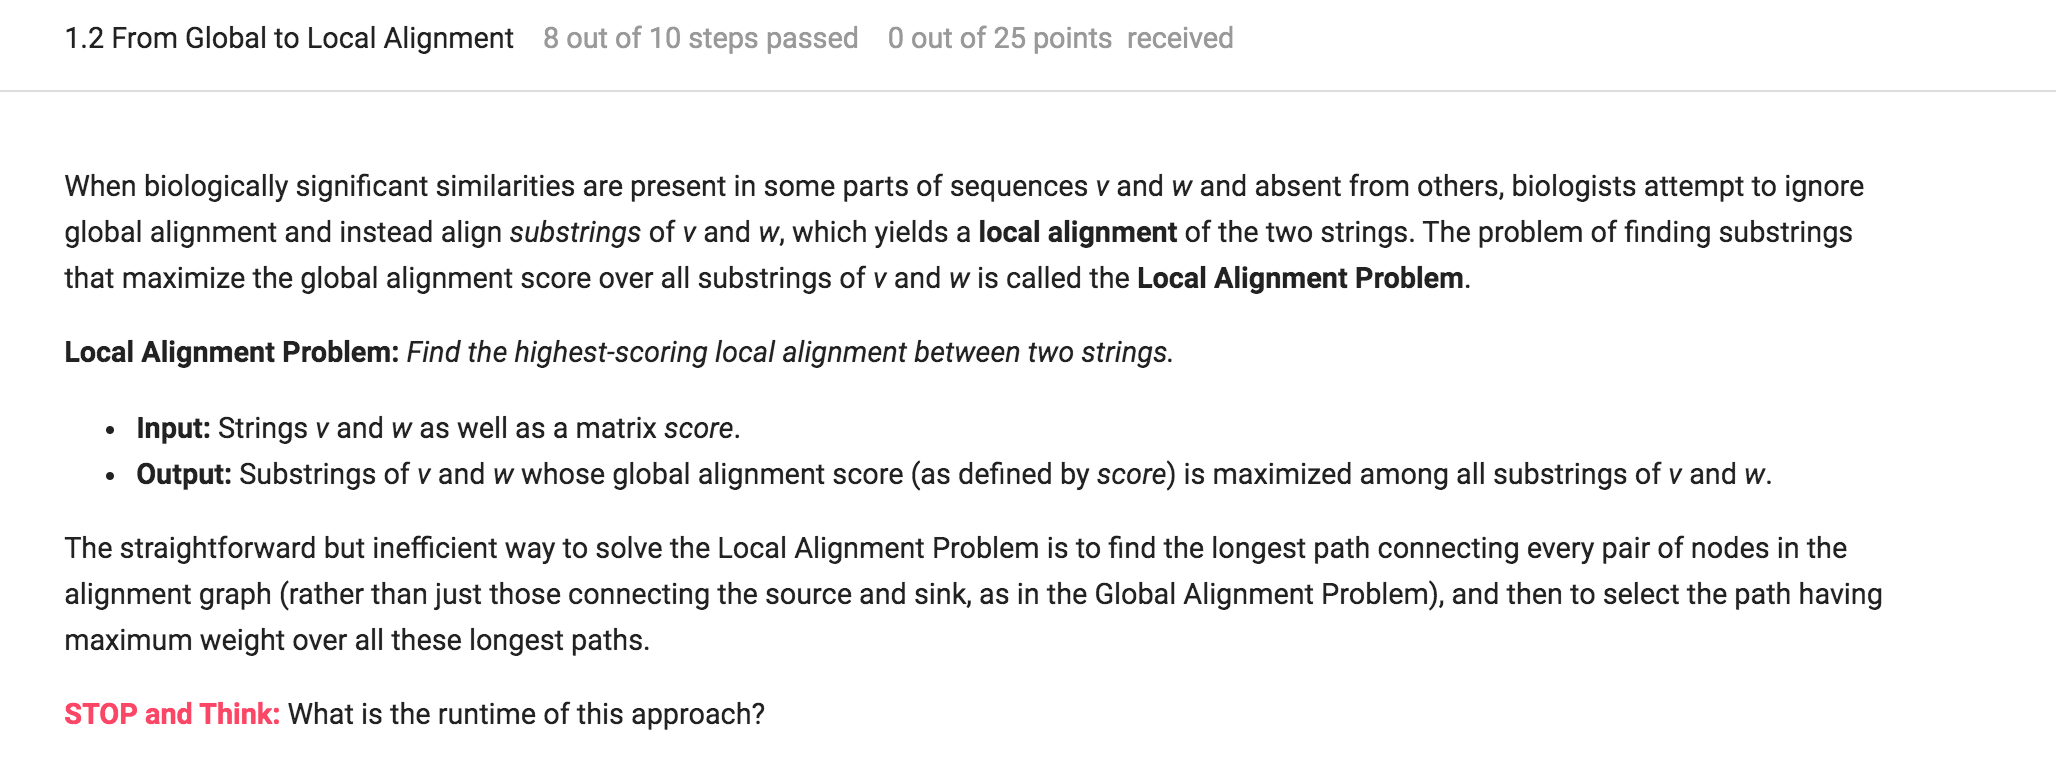 1.2 From Global to Local Alignment 8 out of 10 steps passed 0 out of 25 points received
When biologically significant similarities are present in some parts of sequences v and w and absent from others, biologists attempt to ignore
global alignment and instead align substrings of v and w, which yields a local alignment of the two strings. The problem of finding substrings
that maximize the global alignment score over all substrings of v and w is called the Local Alignment Problem.
Local Alignment Problem: Find the highest-scoring local alignment between two strings.
• Input: Strings v and w as well as a matrix score.
• Output: Substrings of v and w whose global alignment score (as defined by score) is maximized among all substrings of v and w.
The straightforward but inefficient way to solve the Local Alignment Problem is to find the longest path connecting every pair of nodes in the
alignment graph (rather than just those connecting the source and sink, as in the Global Alignment Problem), and then to select the path having
maximum weight over all these longest paths.
STOP and Think: What is the runtime of this approach?